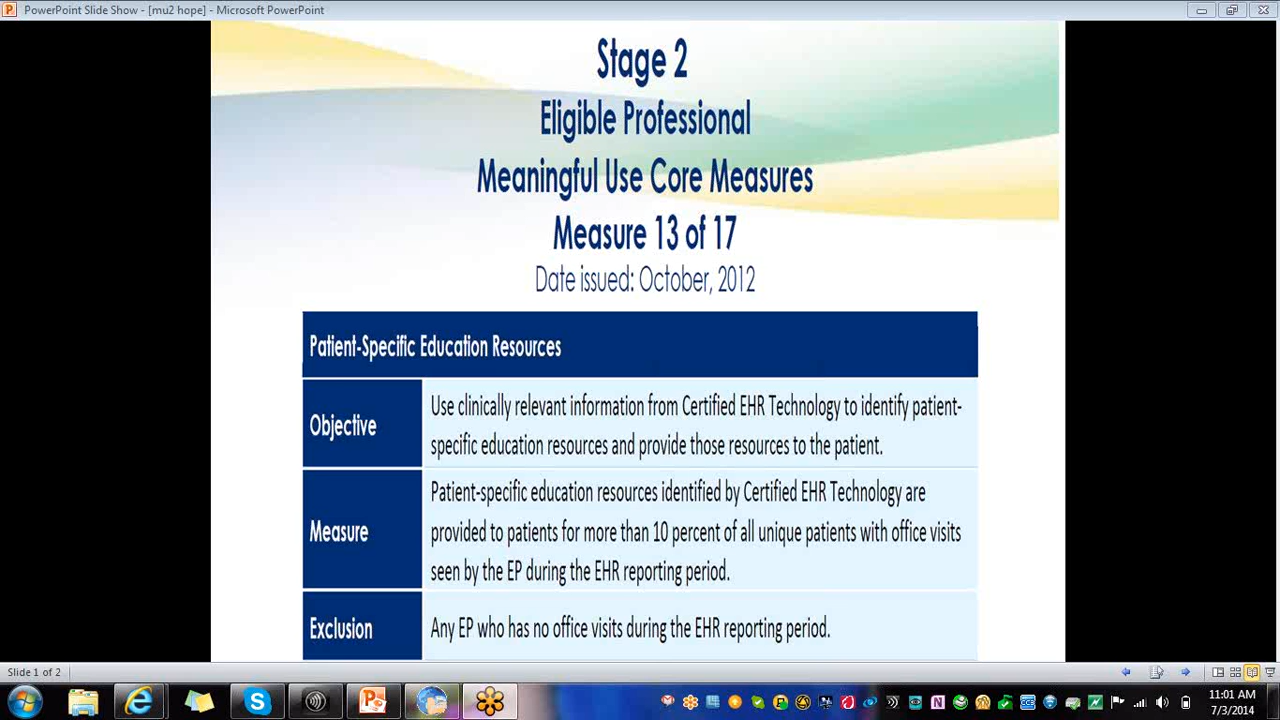 PowerPoint Slide Show - [mu2 hope] - Microsoft PowerPoint
Stage 2
Eligible Professional
Meaningful Use Core Measures
Measure 13 of 17
Date issued: October, 2012
Patient-Specific Education Resources
Objective
Use clinically relevant information from Certified EHR Technology to identify patient-
specific education resources and provide those resources to the patient.
Measure
Patient-specific education resources identified by Certified EHR Technology are
provided to patients for more than 10 percent of all unique patients with office visits
seen by the EP during the EHR reporting period.
Exclusion
Any EP who has no office visits during the EHR reporting period.
Slide 1 of 2
11:01 AM
7/3/2014